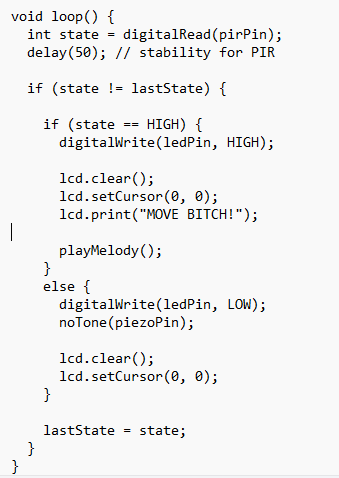 void loop() {
  int state = digitalRead(pirPin);
  delay(50); // stability for PIR

  if (state != lastState) {

    if (state == HIGH) {
      digitalWrite(ledPin, HIGH);

      lcd.clear();
      lcd.setCursor(0, 0);
      lcd.print("MOVE BITCH!");

      playMelody();
    }
    else {
      digitalWrite(ledPin, LOW);
      noTone(piezoPin);

      lcd.clear();
      lcd.setCursor(0, 0);
    }

    lastState = state;
  }
}